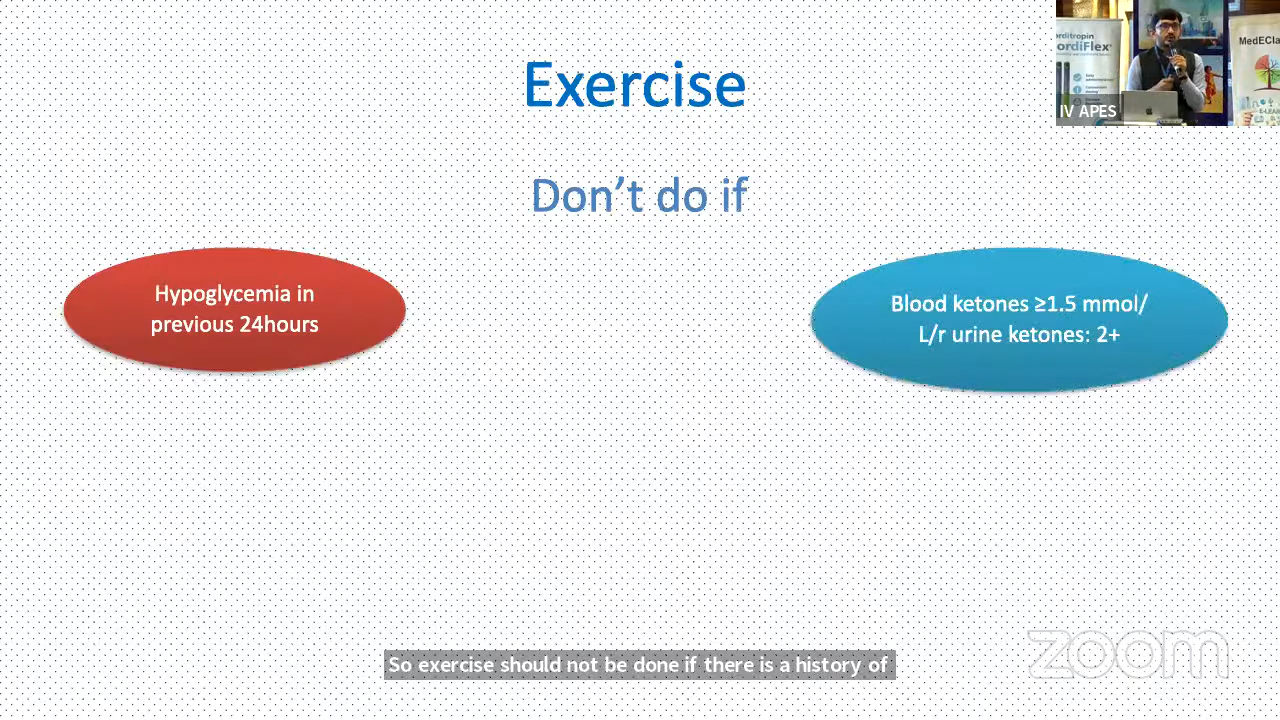 Exercise
Don't do if
Hypoglycemia in
previous 24hours
Blood ketones ≥1.5 mmol/
L/r urine ketones: 2+
ordiFlex®
MedECla
IV APES
So exercise should not be done if there is a history of
zoom